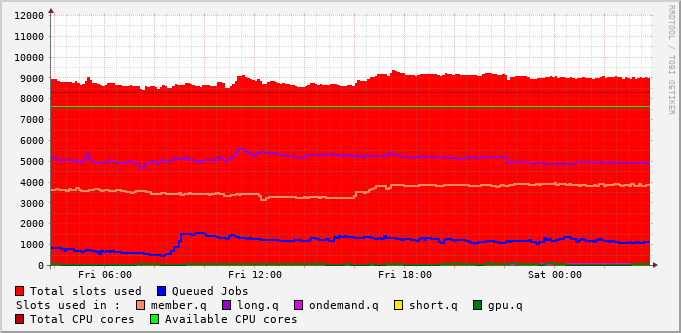 12000
11000
10000
9000
8000
7000
6000
5000
4000
3000
2000
1000
0
Fri 06:00 Fri 12:00 Fri 18:00 Sat 00:00
RRDTOOL / TOBI OETIKER
Total slots used Queued Jobs
Slots used in : member.q long.q ondemand.q short.q gpu.q
Total CPU cores Available CPU cores